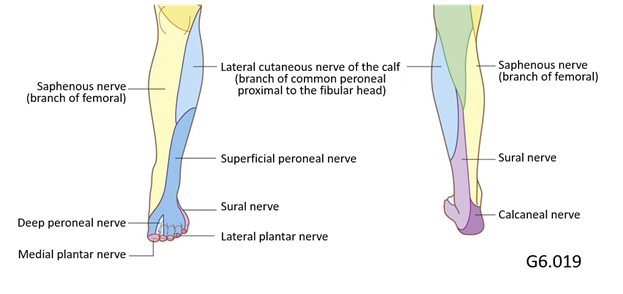 Saphenous nerve
(branch of femoral)
Lateral cutaneous nerve of the calf
(branch of common peroneal
proximal to the fibular head)
Saphenous nerve
(branch of femoral)
Superficial peroneal nerve
Sural nerve
Sural nerve
Deep peroneal nerve
Calcaneal nerve
Lateral plantar nerve
Medial plantar nerve
G6.019